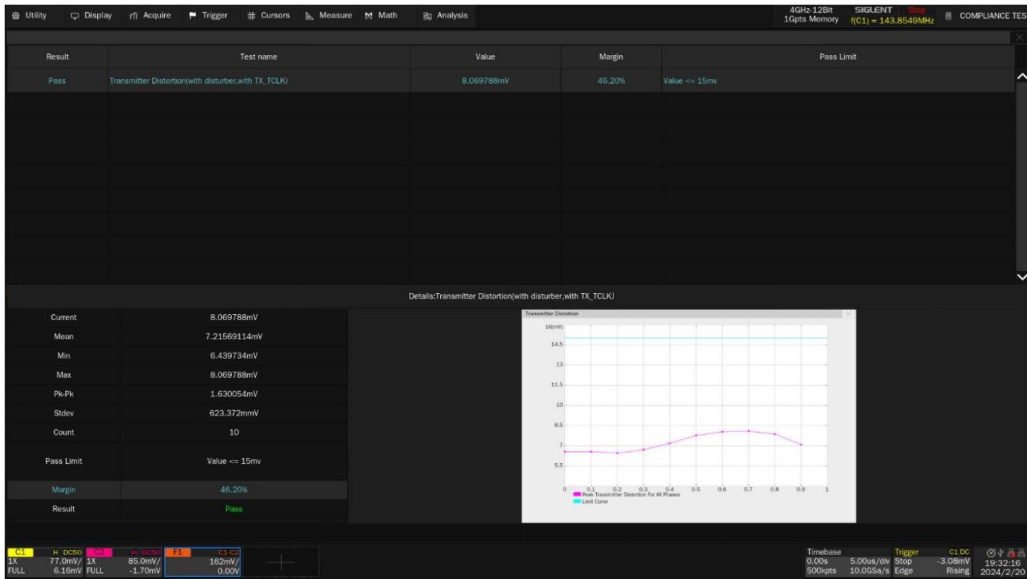 Utility Display Acquire Trigger Cursors Measure Math Analysis
4GHz-12Bit SIGLENT Stop COMPLIANCE TES
1Gpts Memory f(C1) = 143.8549MHz
Result Test name Value Margin Pass Limit
Pass Transmitter Distortion(with disturber,with TX_TCLK) 8.069788mV 46.20% Value <= 15mv
Details:Transmitter Distortion(with disturber,with TX_TCLK)
Current 8.069788mV
Mean 7.21569114mV
Min 6.439734mV
Max 8.069788mV
Pk-Pk 1.630054mV
Stdev 623.372mmV
Count 10
Pass Limit Value <= 15mv
Margin 46.20%
Result Pass
Transmitter Distortion
16(mV)
14.5
13
11.5
10
8.5
7
5.5
0 0.1 0.2 0.3 0.4 0.5 0.6 0.7 0.8 0.9 1
Peak Transmitter Distortion For All Phases
Limit Curve
C1 H DC50 C2 H DC50 F1 C1-C2
1X 77.0mV/ 1X 85.0mV/ 162mV/
FULL 6.16mV FULL -1.70mV 0.00V
Timebase Trigger C1 DC
0.00s 5.00us/div Stop -3.08mV
500kpts 10.0GSa/s Edge Rising
19:32:16
2024/2/20